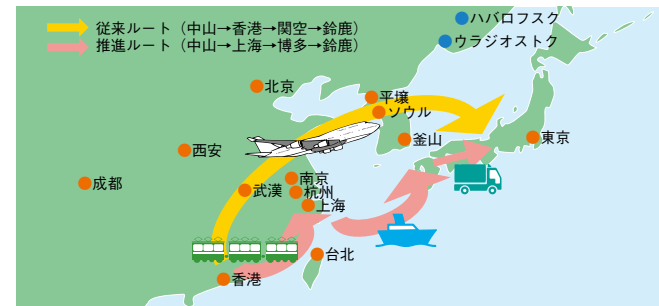 従来ルート（中山→香港→関空→鈴鹿）
推進ルート（中山→上海→博多→鈴鹿）
ハバロフスク
ウラジオストク
北京
平壌
ソウル
釜山
東京
西安
成都
南京
武漢
杭州
上海
台北
香港